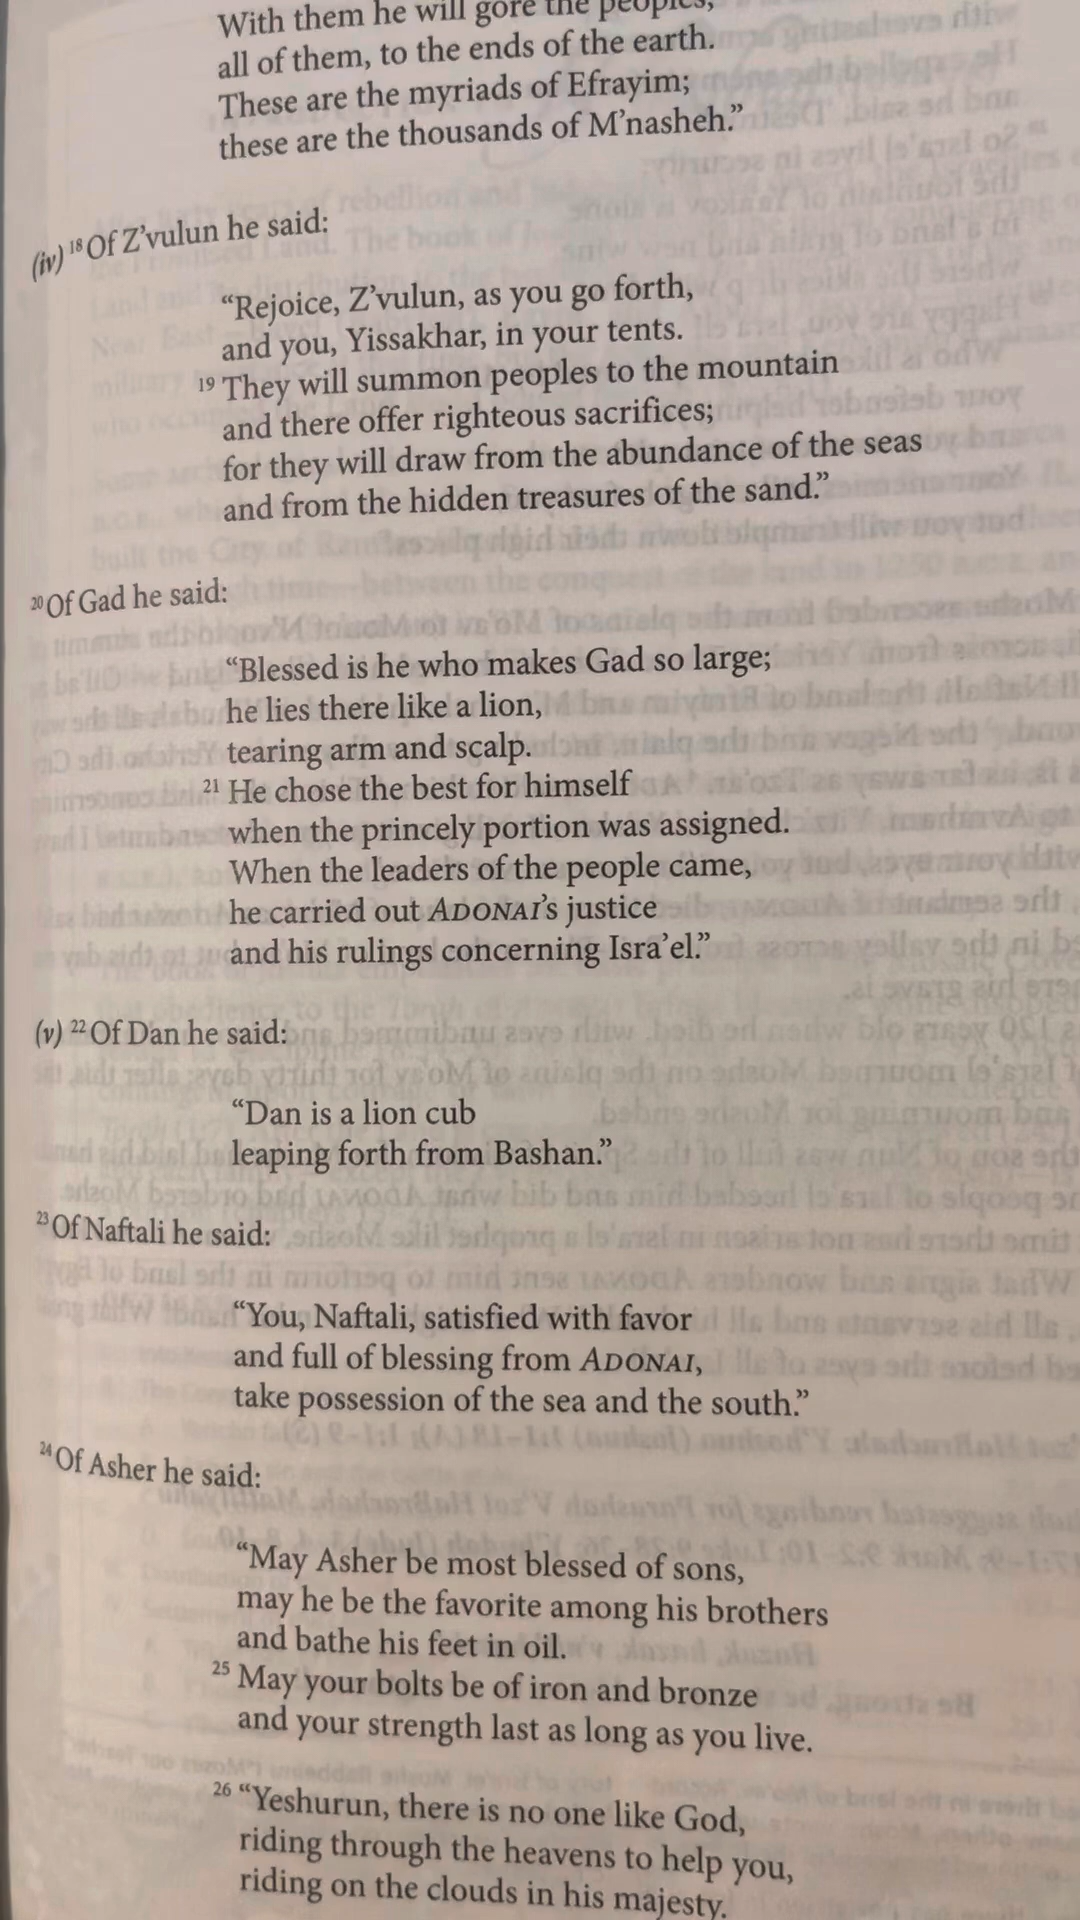 With them he will gore the peoples,
all of them, to the ends of the earth.
These are the myriads of Efrayim;
these are the thousands of M’nasheh.”
(iv) 18 Of Z’vulun he said:
“Rejoice, Z’vulun, as you go forth,
and you, Yissakhar, in your tents.
19 They will summon peoples to the mountain
and there offer righteous sacrifices;
for they will draw from the abundance of the seas
and from the hidden treasures of the sand.”
20 Of Gad he said:
“Blessed is he who makes Gad so large;
he lies there like a lion,
tearing arm and scalp.
21 He chose the best for himself
when the princely portion was assigned.
When the leaders of the people came,
he carried out ADONAI’s justice
and his rulings concerning Isra’el.”
(v) 22 Of Dan he said:
“Dan is a lion cub
leaping forth from Bashan.”
23 Of Naftali he said:
“You, Naftali, satisfied with favor
and full of blessing from ADONAI,
take possession of the sea and the south.”
24 Of Asher he said:
“May Asher be most blessed of sons,
may he be the favorite among his brothers
and bathe his feet in oil.
25 May your bolts be of iron and bronze
and your strength last as long as you live.
26 “Yeshurun, there is no one like God,
riding through the heavens to help you,
riding on the clouds in his majesty.